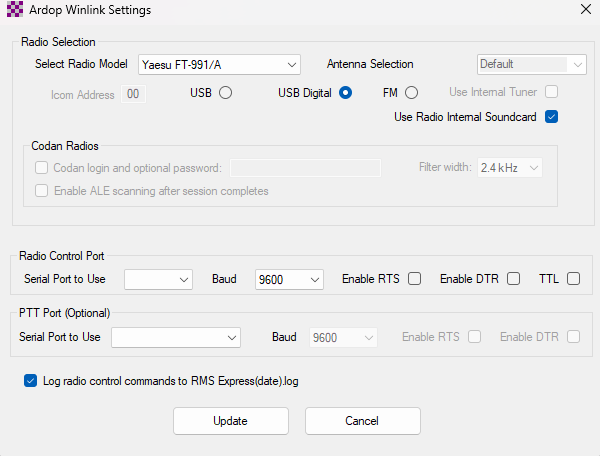 Ardop Winlink Settings
Radio Selection
Select Radio Model Yaesu FT-991/A Antenna Selection Default
Icom Address 00 USB USB Digital FM Use Internal Tuner
Use Radio Internal Soundcard
Codan Radios
Codan login and optional password: Filter width: 2.4 kHz
Enable ALE scanning after session completes
Radio Control Port
Serial Port to Use Baud 9600 Enable RTS Enable DTR TTL
PTT Port (Optional)
Serial Port to Use Baud 9600 Enable RTS Enable DTR
Log radio control commands to RMS Express(date).log
Update Cancel